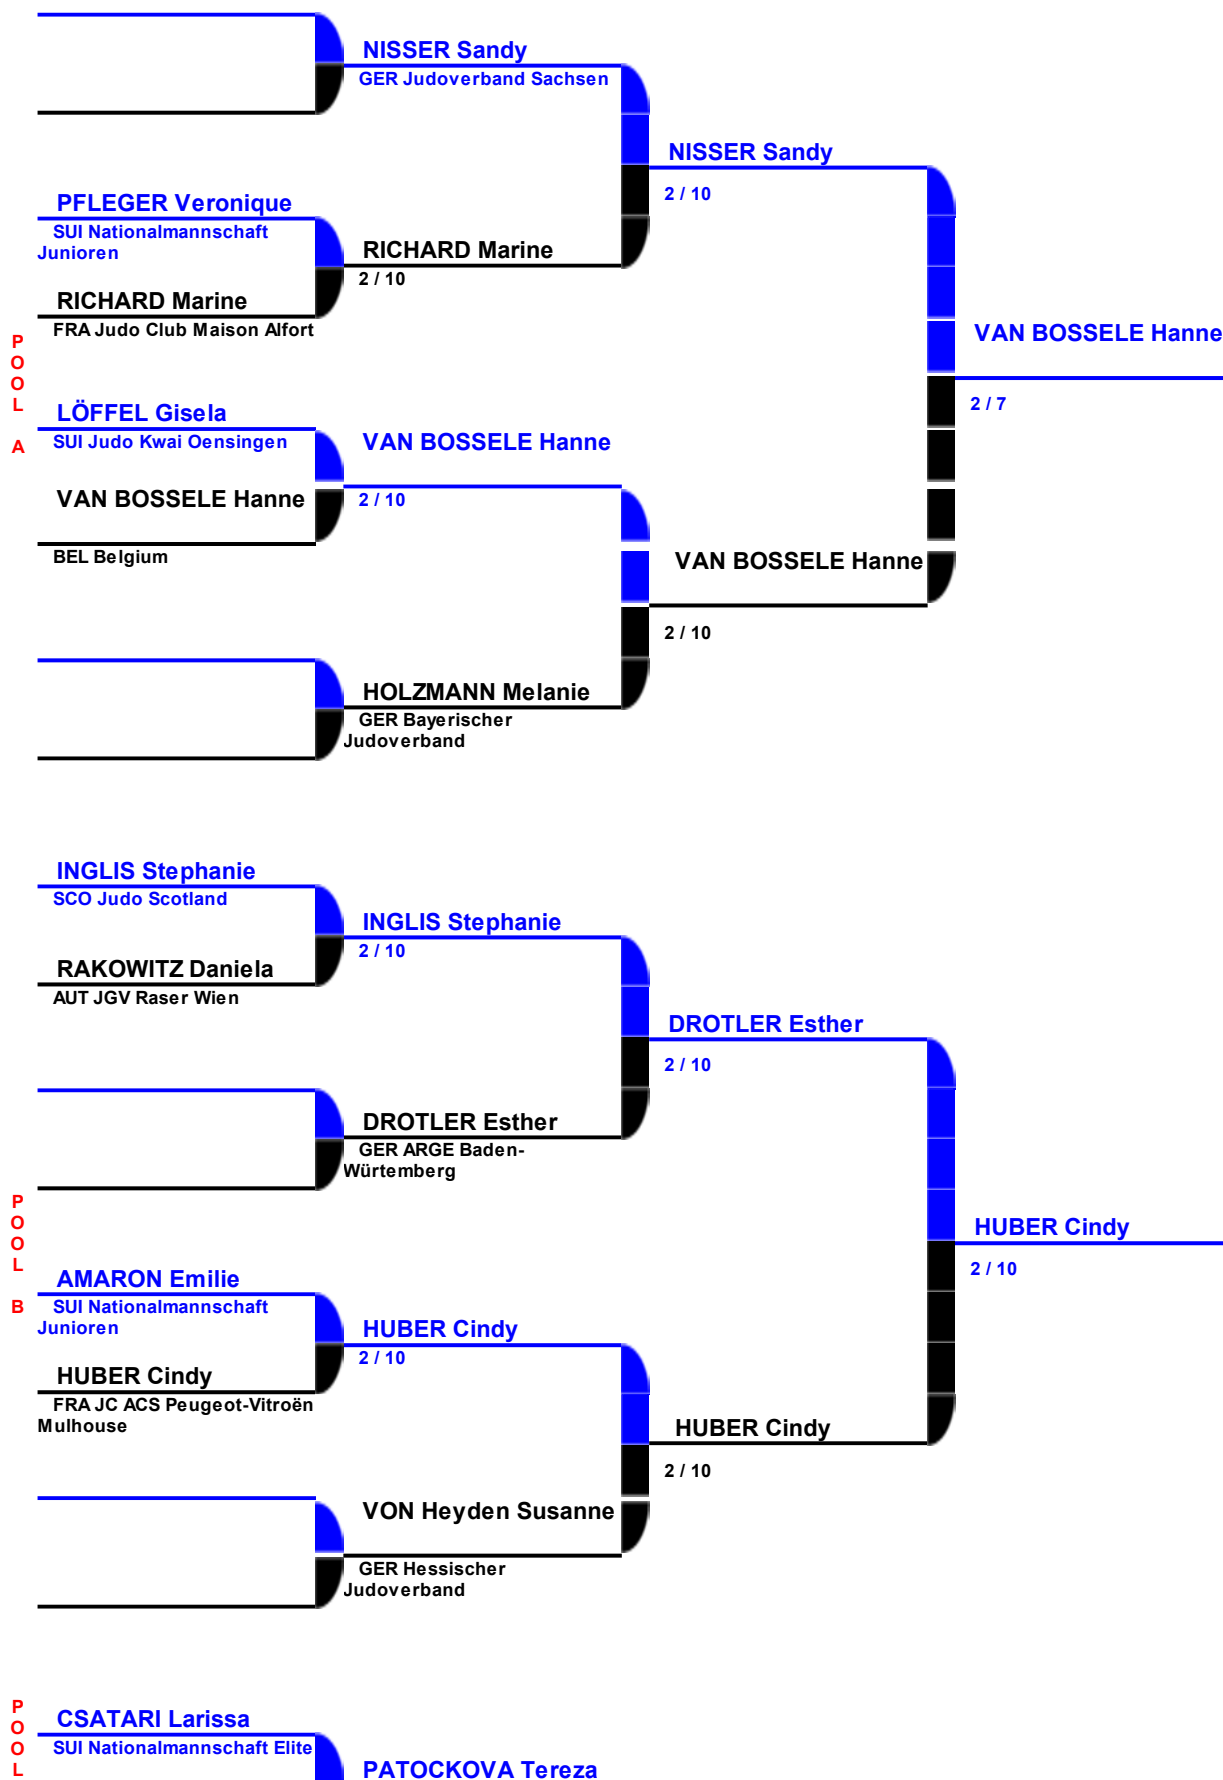 NISSER Sandy
GER Judoverband Sachsen
NISSER Sandy
2 / 10
PFLEGER Veronique
SUI Nationalmannschaft
Junioren
RICHARD Marine
2 / 10
RICHARD Marine
FRA Judo Club Maison Alfort
POOL A
VAN BOSSELE Hanne
2 / 7
LÖFFEL Gisela
SUI Judo Kwai Oensingen
VAN BOSSELE Hanne
2 / 10
VAN BOSSELE Hanne
BEL Belgium
VAN BOSSELE Hanne
2 / 10
HOLZMANN Melanie
GER Bayerischer
Judoverband
INGLIS Stephanie
SCO Judo Scotland
INGLIS Stephanie
2 / 10
RAKOWITZ Daniela
AUT JGV Raser Wien
DROTLER Esther
2 / 10
DROTLER Esther
GER ARGE Baden-
Würtemberg
POOL B
HUBER Cindy
2 / 10
AMARON Emilie
SUI Nationalmannschaft
Junioren
HUBER Cindy
2 / 10
HUBER Cindy
FRA JC ACS Peugeot-Vitroën
Mulhouse
HUBER Cindy
2 / 10
VON Heyden Susanne
GER Hessischer
Judoverband
POOL
CSATARI Larissa
SUI Nationalmannschaft Elite
PATOCKOVA Tereza